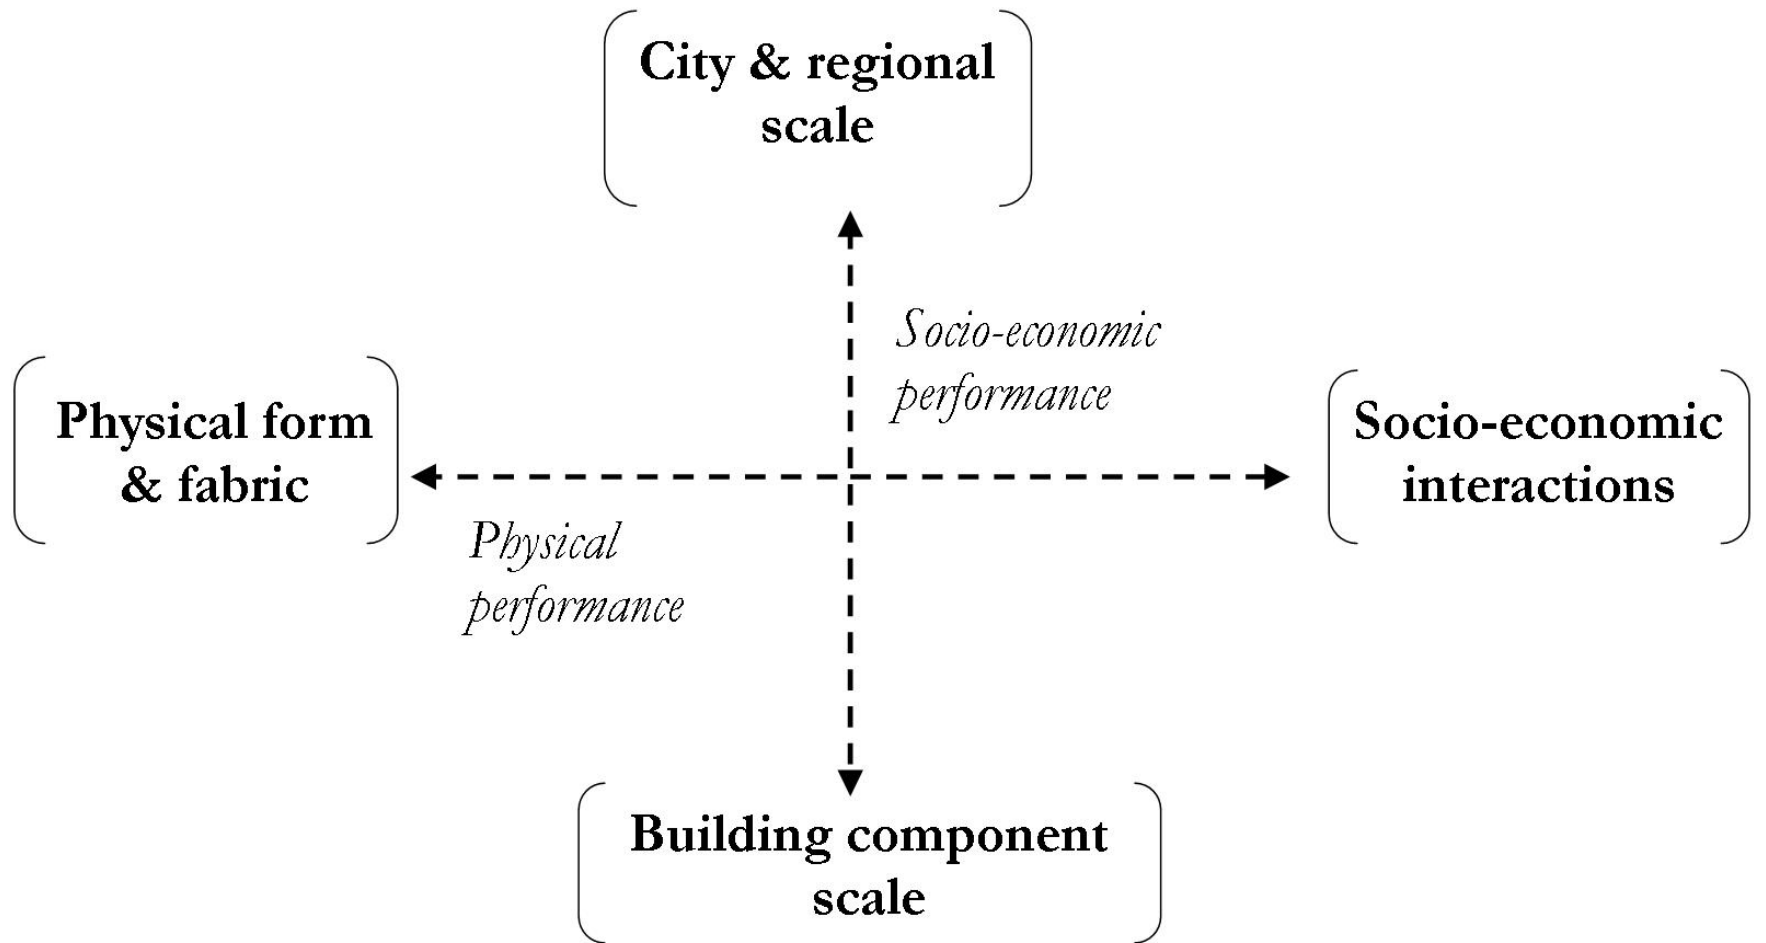 City & regional
scale
Socio-economic
performance
Physical form
& fabric
Socio-economic
interactions
Physical
performance
Building component
scale